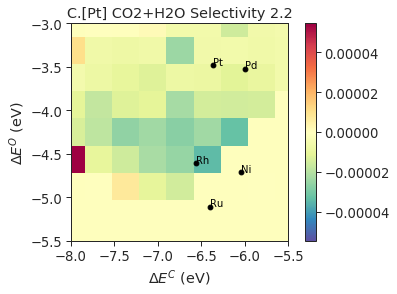 C.[Pt] CO2+H2O Selectivity 2.2
−3.0
−3.5
−4.0
−4.5
−5.0
−5.5
ΔE^O (eV)
Pt
Pd
Rh
Ni
Ru
−8.0 −7.5 −7.0 −6.5 −6.0 −5.5
ΔE^C (eV)
0.00004
0.00002
0.00000
−0.00002
−0.00004